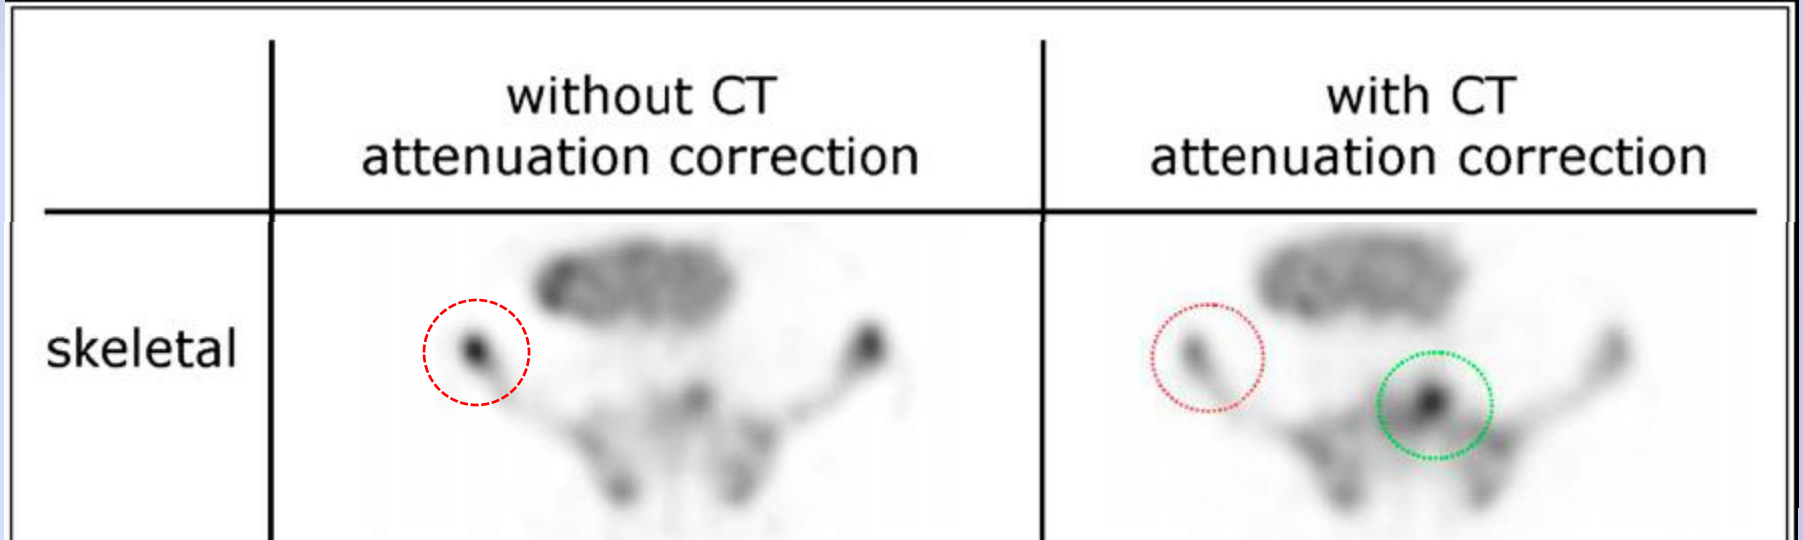 without CT
attenuation correction
with CT
attenuation correction
skeletal